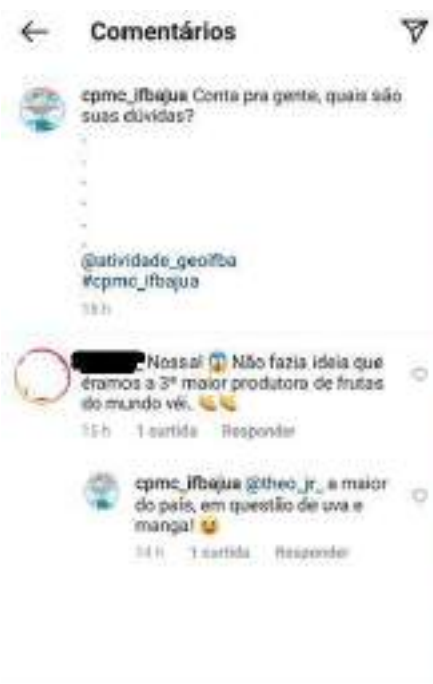 Comentários
cpmc_ifbajua Conta pra gente, quais são
suas dúvidas?
.
.
.
.
.
.
@atividade_geoifba
#cpmc_ifbajua
15 h
Nossa! 😱 Não fazia ideia que
éramos a 3ª maior produtora de frutas
do mundo véi. 👏👏
15 h 1 curtida Responder
cpmc_ifbajua @theo_jr_ a maior
do país, em questão de uva e
manga! 😉
14 h 1 curtida Responder